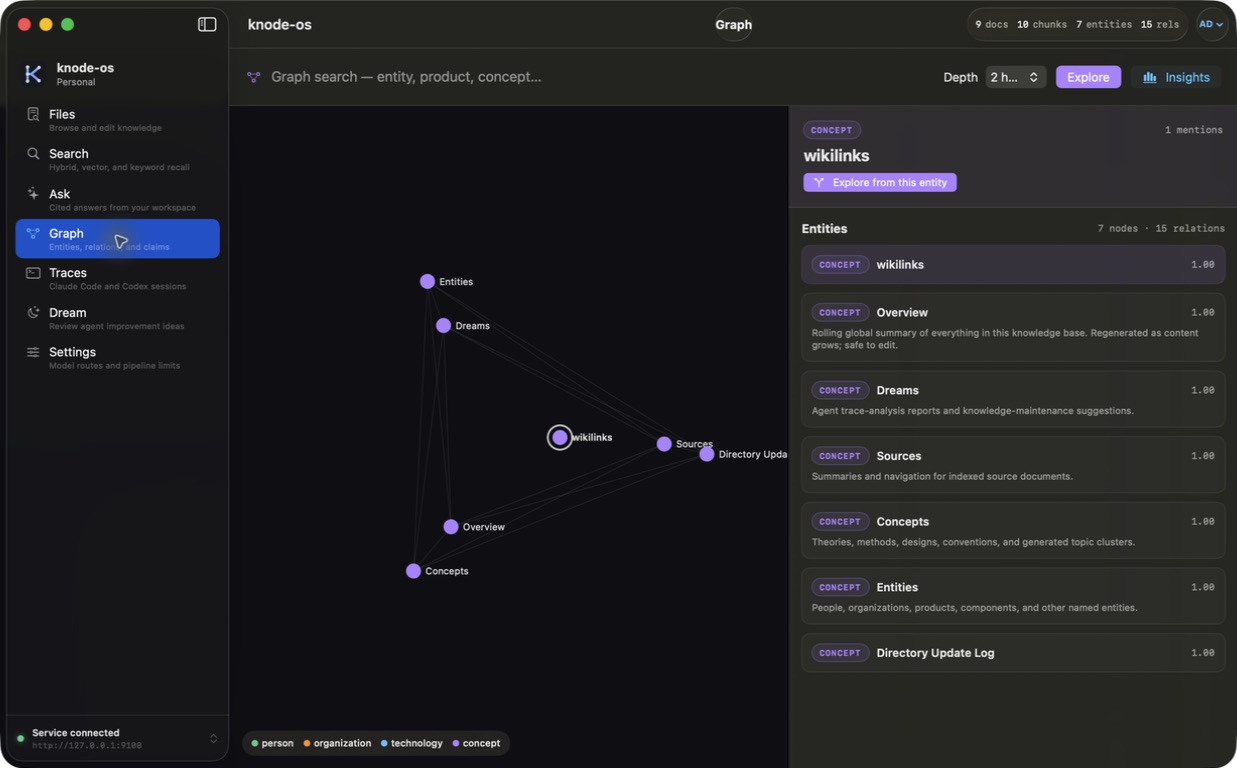 knode-os
Personal
Files
Browse and edit knowledge
Search
Hybrid, vector, and keyword recall
Ask
Cited answers from your workspace
Graph
Entities, relations and claims
Traces
Claude Code and Codex sessions
Dream
Review agent improvement ideas
Settings
Model routes and pipeline limits
Service connected
http://127.0.0.1:9100
knode-os
Graph
9 docs 10 chunks 7 entities 15 rels
AD
Graph search — entity, product, concept...
Depth
2 h...
Explore
Insights
Entities
Dreams
wikilinks
Sources
Directory Upda
Overview
Concepts
person
organization
technology
concept
CONCEPT
1 mentions
wikilinks
Explore from this entity
Entities
7 nodes · 15 relations
CONCEPT wikilinks 1.00
CONCEPT Overview 1.00
Rolling global summary of everything in this knowledge base. Regenerated as content
grows; safe to edit.
CONCEPT Dreams 1.00
Agent trace-analysis reports and knowledge-maintenance suggestions.
CONCEPT Sources 1.00
Summaries and navigation for indexed source documents.
CONCEPT Concepts 1.00
Theories, methods, designs, conventions, and generated topic clusters.
CONCEPT Entities 1.00
People, organizations, products, components, and other named entities.
CONCEPT Directory Update Log 1.00